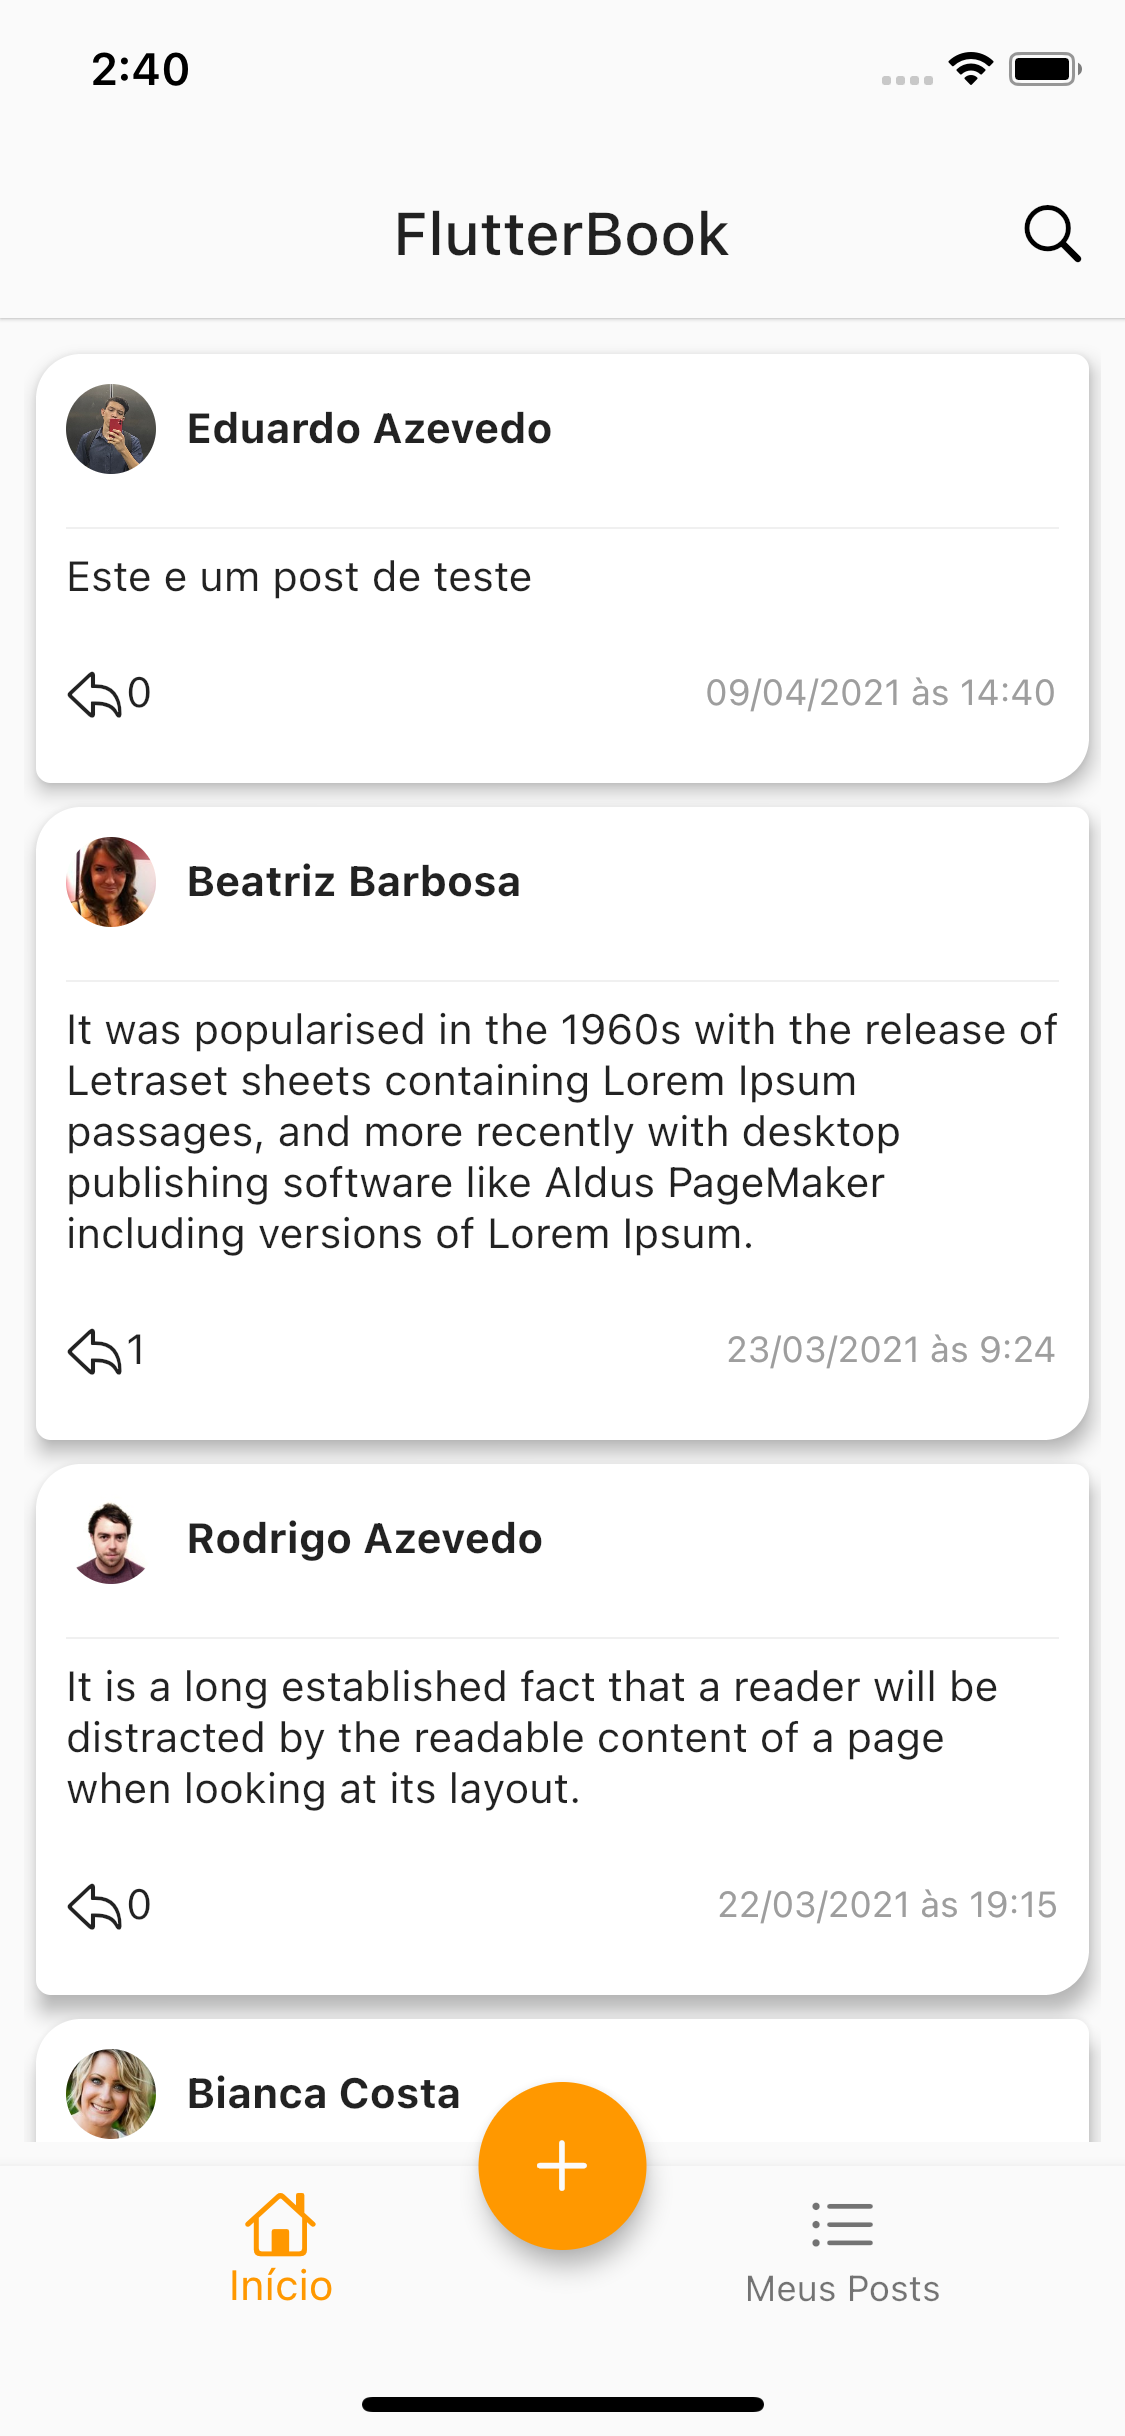 2:40
FlutterBook
Eduardo Azevedo
Este e um post de teste
0
09/04/2021 às 14:40
Beatriz Barbosa
It was popularised in the 1960s with the release of
Letraset sheets containing Lorem Ipsum
passages, and more recently with desktop
publishing software like Aldus PageMaker
including versions of Lorem Ipsum.
1
23/03/2021 às 9:24
Rodrigo Azevedo
It is a long established fact that a reader will be
distracted by the readable content of a page
when looking at its layout.
0
22/03/2021 às 19:15
Bianca Costa
Início
Meus Posts